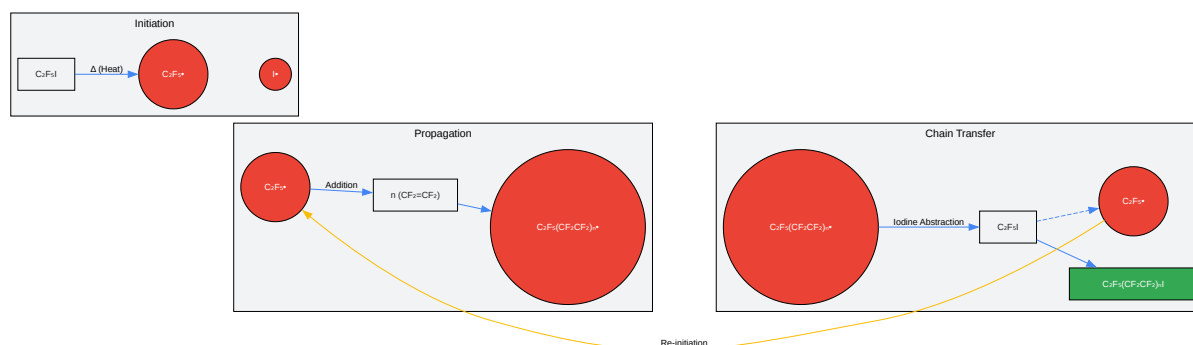 Initiation
C₂F₅I
Δ (Heat)
C₂F₅•
I•
Propagation
C₂F₅•
Addition
n (CF₂=CF₂)
C₂F₅(CF₂CF₂)ₙ•
Chain Transfer
C₂F₅(CF₂CF₂)ₙ•
Iodine Abstraction
C₂F₅I
C₂F₅•
C₂F₅(CF₂CF₂)ₙI
Re-initiation